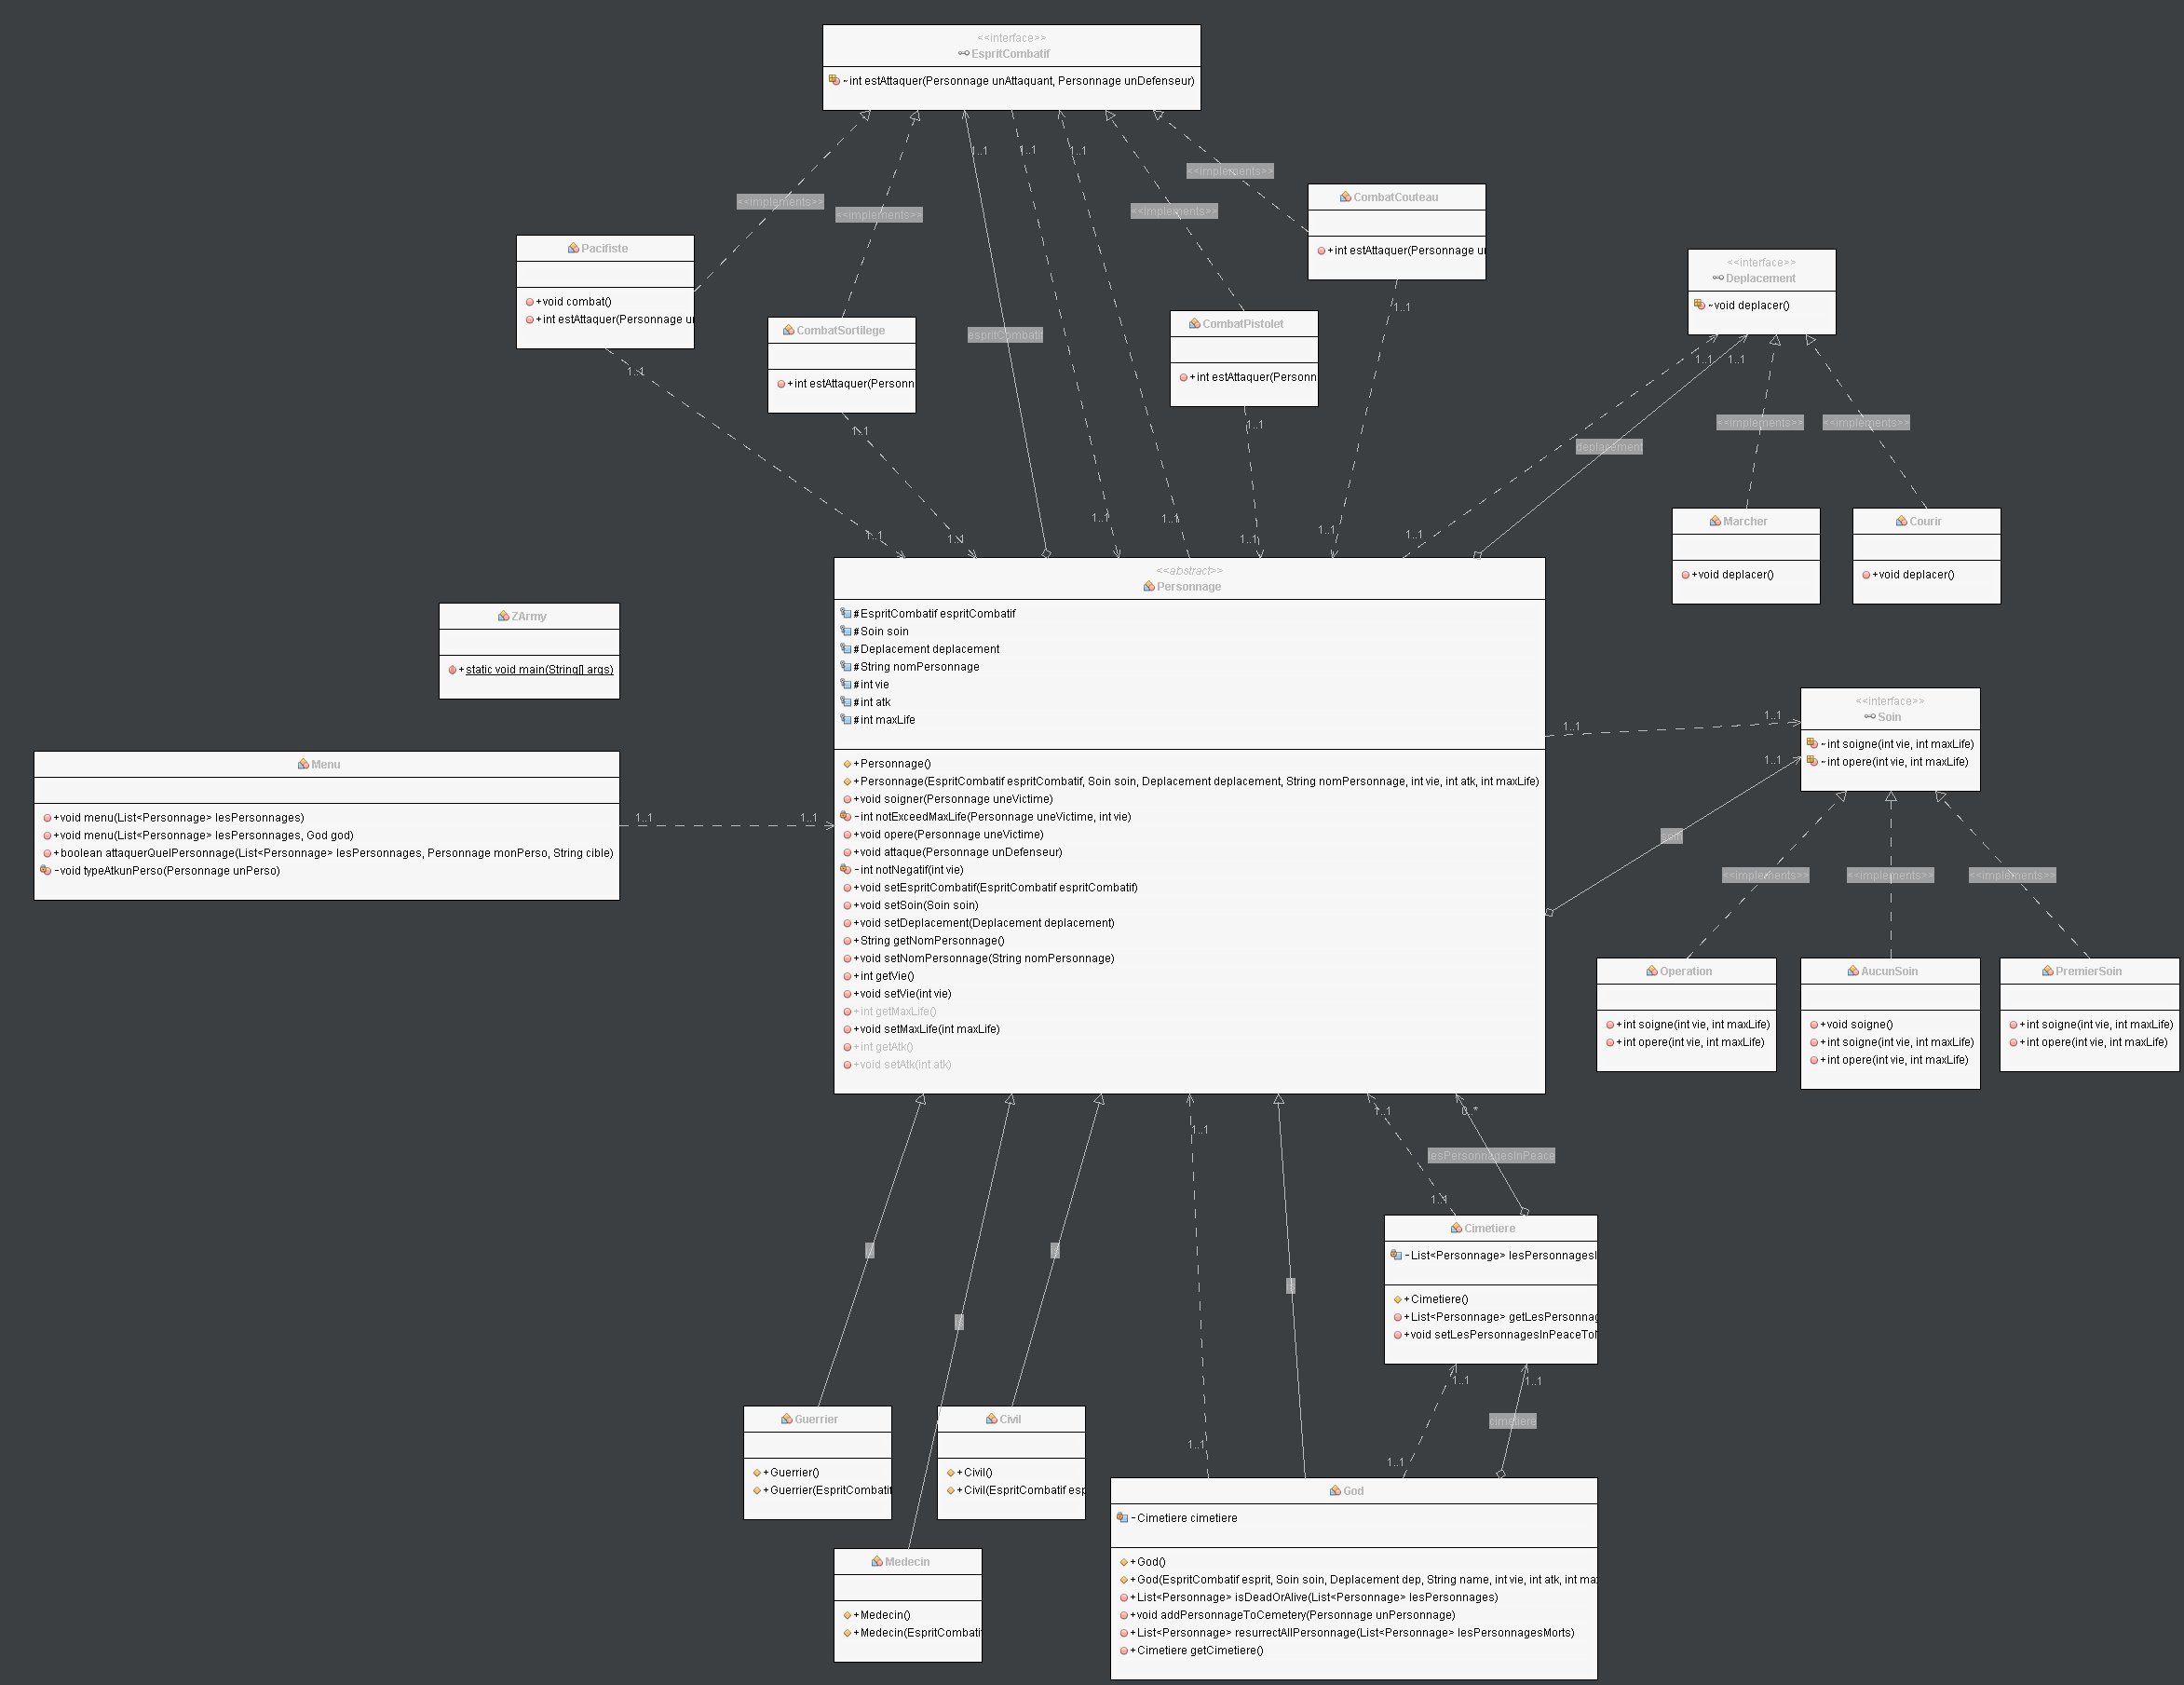 <<interface>>
EspritCombatif
~int estAttaquer(Personnage unAttaquant, Personnage unDefenseur)
1..1
1..1
1..1
<<implements>>
<<implements>>
<<implements>>
<<implements>>
CombatCouteau
+int estAttaquer(Personnage un
Pacifiste
+void combat()
+int estAttaquer(Personnage un
<<interface>>
Deplacement
~void deplacer()
CombatSortilege
+int estAttaquer(Personn
espritCombatif
CombatPistolet
+int estAttaquer(Personn
1..1
1..1
1..1
1..1
1..1
1..1
<<implements>>
<<implements>>
deplacement
Marcher
+void deplacer()
Courir
+void deplacer()
1..1
1..1
1..1
1..1
1..1
1..1
1..1
<<abstract>>
Personnage
#EspritCombatif espritCombatif
#Soin soin
#Deplacement deplacement
#String nomPersonnage
#int vie
#int atk
#int maxLife
+Personnage()
+Personnage(EspritCombatif espritCombatif, Soin soin, Deplacement deplacement, String nomPersonnage, int vie, int atk, int maxLife)
+void soigner(Personnage uneVictime)
-int notExceedMaxLife(Personnage uneVictime, int vie)
+void opere(Personnage uneVictime)
+void attaque(Personnage unDefenseur)
-int notNegatif(int vie)
+void setEspritCombatif(EspritCombatif espritCombatif)
+void setSoin(Soin soin)
+void setDeplacement(Deplacement deplacement)
+String getNomPersonnage()
+void setNomPersonnage(String nomPersonnage)
+int getVie()
+void setVie(int vie)
+int getMaxLife()
+void setMaxLife(int maxLife)
+int getAtk()
+void setAtk(int atk)
ZArmy
+static void main(String[] args)
Menu
+void menu(List<Personnage> lesPersonnages)
+void menu(List<Personnage> lesPersonnages, God god)
+boolean attaquerQuelPersonnage(List<Personnage> lesPersonnages, Personnage monPerso, String cible)
-void typeAtkunPerso(Personnage unPerso)
1..1
1..1
<<interface>>
Soin
~int soigne(int vie, int maxLife)
~int opere(int vie, int maxLife)
1..1
1..1
1..1
soin
<<implements>>
<<implements>>
<<implements>>
Operation
+int soigne(int vie, int maxLife)
+int opere(int vie, int maxLife)
AucunSoin
+void soigne()
+int soigne(int vie, int maxLife)
+int opere(int vie, int maxLife)
PremierSoin
+int soigne(int vie, int maxLife)
+int opere(int vie, int maxLife)
1..1
1..1
0..*
lesPersonnagesInPeace
1..1
Cimetiere
-List<Personnage> lesPersonnagesI
+Cimetiere()
+List<Personnage> getLesPersonnag
+void setLesPersonnagesInPeaceToN
1..1
1..1
cimetiere
1..1
1..1
Guerrier
+Guerrier()
+Guerrier(EspritCombatif
Civil
+Civil()
+Civil(EspritCombatif esp
Medecin
+Medecin()
+Medecin(EspritCombatif
God
-Cimetiere cimetiere
+God()
+God(EspritCombatif esprit, Soin soin, Deplacement dep, String name, int vie, int atk, int max
+List<Personnage> isDeadOrAlive(List<Personnage> lesPersonnages)
+void addPersonnageToCemetery(Personnage unPersonnage)
+List<Personnage> resurrectAllPersonnage(List<Personnage> lesPersonnagesMorts)
+Cimetiere getCimetiere()